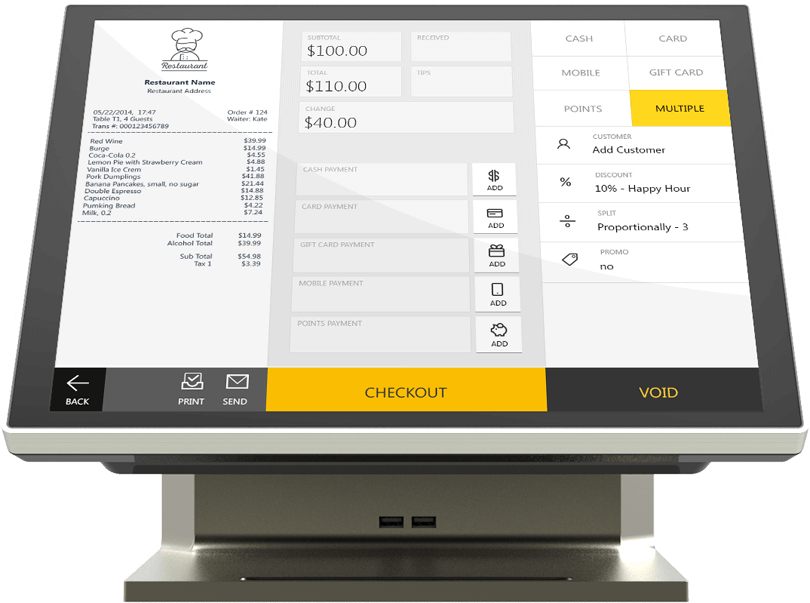 Restaurant
Restaurant Name
Restaurant Address
05/22/2014, 17:47 Order # 124
Table T1, 4 Guests Waiter: Kate
Trans #: 000123456789
Red Wine $39.99
Burge $14.99
Coca-Cola 0.2 $4.55
Lemon Pie with Strawberry Cream $4.88
Vanilla Ice Crem $1.45
Pork Dumplings $41.88
Banana Pancakes, small, no sugar $21.44
Double Espresso $14.88
Capuccino $12.85
Pumking Bread $4.22
Milk, 0.2 $7.24
Food Total $14.99
Alcohol Total $39.99
Sub Total $54.98
Tax 1 $3.39
SUBTOTAL
$100.00
RECEIVED
TOTAL
$110.00
TIPS
CHANGE
$40.00
CASH PAYMENT
ADD
CARD PAYMENT
ADD
GIFT CARD PAYMENT
ADD
MOBILE PAYMENT
ADD
POINTS PAYMENT
ADD
CASH CARD
MOBILE GIFT CARD
POINTS MULTIPLE
CUSTOMER
Add Customer
DISCOUNT
10% - Happy Hour
SPLIT
Proportionally - 3
PROMO
no
BACK
PRINT
SEND
CHECKOUT
VOID